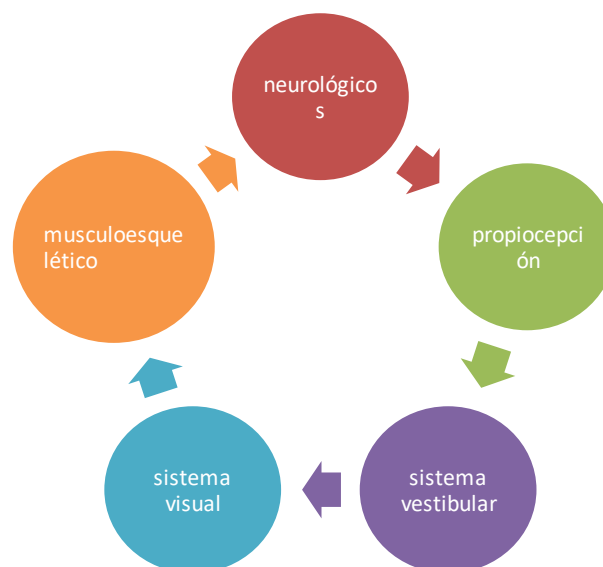 neurológico
s
propiocepci
ón
sistema
vestibular
sistema
visual
musculoesque
lético